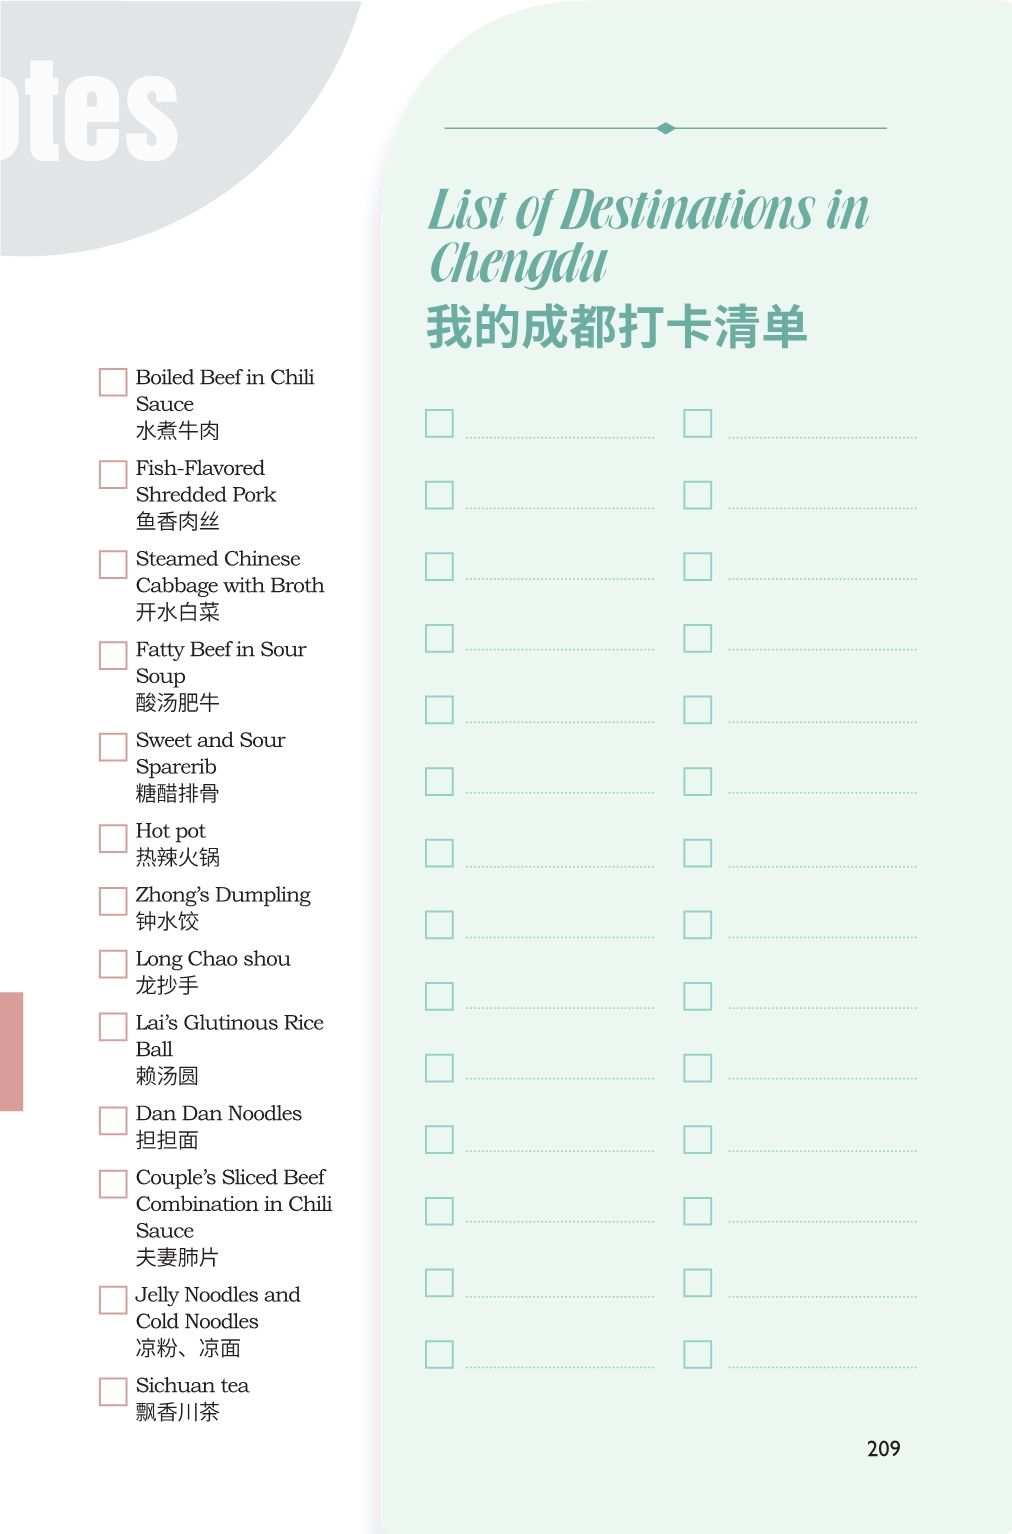 otes
Boiled Beef in Chili
Sauce
水煮牛肉
Fish-Flavored
Shredded Pork
鱼香肉丝
Steamed Chinese
Cabbage with Broth
开水白菜
Fatty Beef in Sour
Soup
酸汤肥牛
Sweet and Sour
Sparerib
糖醋排骨
Hot pot
热辣火锅
Zhong’s Dumpling
钟水饺
Long Chao shou
龙抄手
Lai’s Glutinous Rice
Ball
赖汤圆
Dan Dan Noodles
担担面
Couple’s Sliced Beef
Combination in Chili
Sauce
夫妻肺片
Jelly Noodles and
Cold Noodles
凉粉、凉面
Sichuan tea
飘香川茶
List of Destinations in
Chengdu
我的成都打卡清单
209